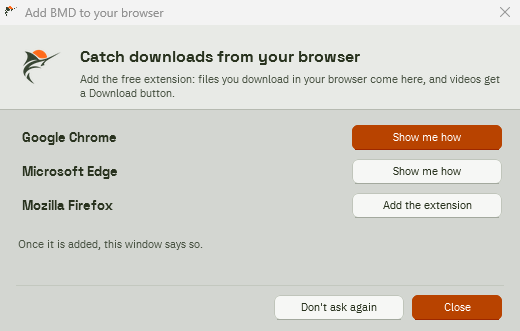 Add BMD to your browser
Catch downloads from your browser
Add the free extension: files you download in your browser come here, and videos get
a Download button.
Google Chrome
Show me how
Microsoft Edge
Show me how
Mozilla Firefox
Add the extension
Once it is added, this window says so.
Don't ask again
Close